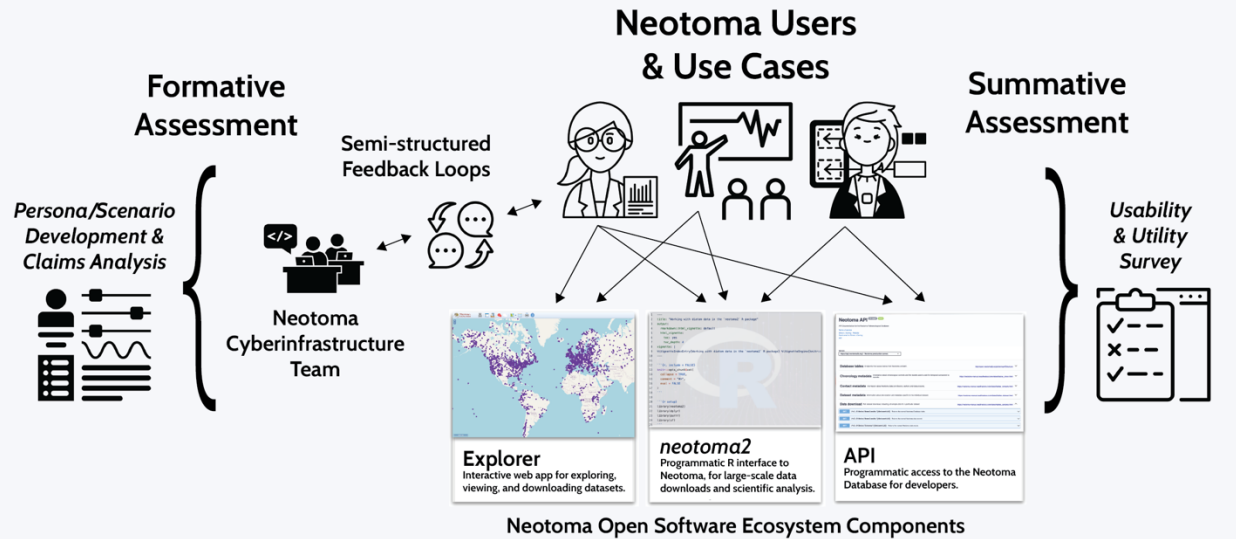 Neotoma Users
& Use Cases
Formative
Assessment
Summative
Assessment
Semi-structured
Feedback Loops
Persona/Scenario
Development &
Claims Analysis
</>
Neotoma
Cyberinfrastructure
Team
Usability
& Utility
Survey
R
Neotoma API
Explorer
Interactive web app for exploring,
viewing, and downloading datasets.
neotoma2
Programmatic R interface to
Neotoma, for large-scale data
downloads and scientific analysis.
API
Programmatic access to the Neotoma
Database for developers.
Neotoma Open Software Ecosystem Components